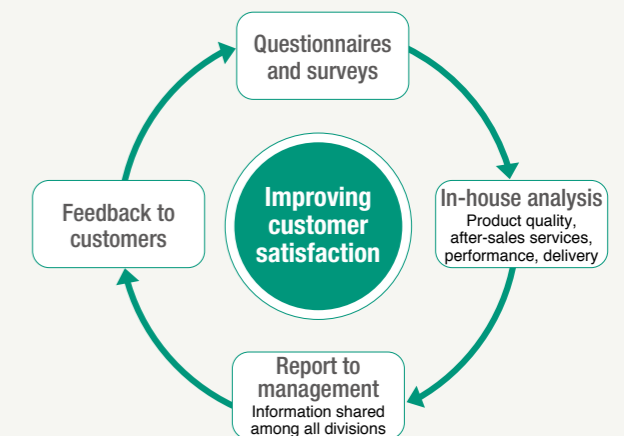 Questionnaires
and surveys
In-house analysis
Product quality,
after-sales services,
performance, delivery
Improving
customer
satisfaction
Feedback to
customers
Report to
management
Information shared
among all divisions